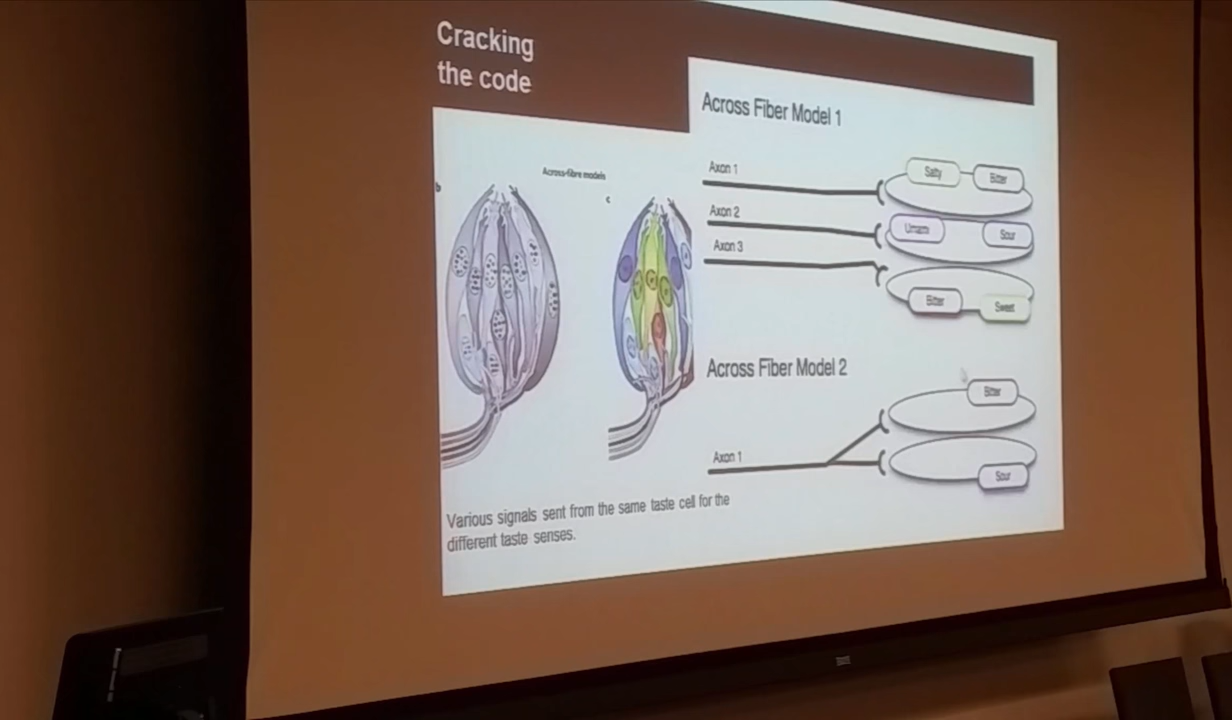 Cracking
the code
Across-fibre models
b
c
Across Fiber Model 1
Axon 1
Salty
Bitter
Axon 2
Umami
Sour
Axon 3
Bitter
Sweet
Across Fiber Model 2
Bitter
Axon 1
Sour
Various signals sent from the same taste cell for the
different taste senses.